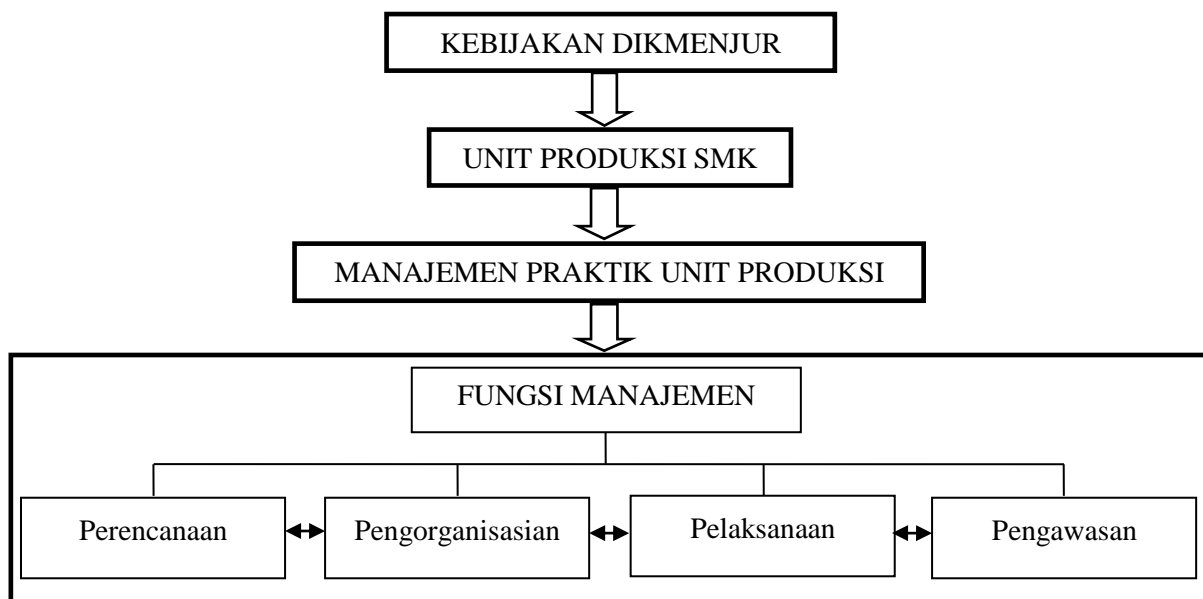 KEBIJAKAN DIKMENJUR
UNIT PRODUKSI SMK
MANAJEMEN PRAKTIK UNIT PRODUKSI
FUNGSI MANAJEMEN
Perencanaan
Pengorganisasian
Pelaksanaan
Pengawasan